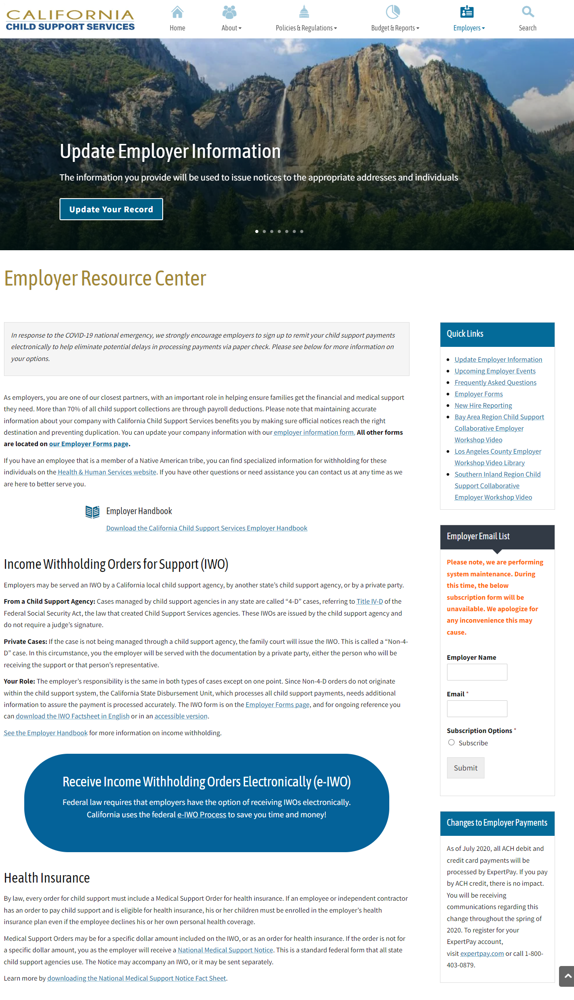 CALIFORNIA
CHILD SUPPORT SERVICES
Home
About
Policies & Regulations
Budget & Reports
Employers
Search
Update Employer Information
The information you provide will be used to issue notices to the appropriate addresses and individuals
Update Your Record
Employer Resource Center
In response to the COVID-19 national emergency, we strongly encourage employers to sign up to remit your child support payments
electronically to help eliminate potential delays in processing payments via paper check. Please see below for more information on
your options.
As employers, you are one of our closest partners, with an important role in helping ensure families get the financial and medical support
they need. More than 70% of all child support collections are through payroll deductions. Please note that maintaining accurate
information about your company with California Child Support Services benefits you by making sure official notices reach the right
destination and preventing duplication. You can update your company information with our employer information form. All other forms
are located on our Employer Forms page.
If you have an employee that is a member of a Native American tribe, you can find specialized information for withholding for these
individuals on the Health & Human Services website. If you have other questions or need assistance you can contact us at any time as we
are here to better serve you.
Employer Handbook
Download the California Child Support Services Employer Handbook
Income Withholding Orders for Support (IWO)
Employers may be served an IWO by a California local child support agency, by another state's child support agency, or by a private party.
From a Child Support Agency: Cases managed by child support agencies in any state are called “4-D” cases, referring to Title IV-D of the
Federal Social Security Act, the law that created Child Support Services agencies. These IWOs are issued by the child support agency and
do not require a judge's signature.
Private Cases: If the case is not being managed through a child support agency, the family court will issue the IWO. This is called a “Non-4-
D” case. In this circumstance, you the employer will be served with the documentation by a private party, either the person who will be
receiving the support or that person's representative.
Your Role: The employer's responsibility is the same in both types of cases except on one point. Since Non-4-D orders do not originate
within the child support system, the California State Disbursement Unit, which processes all child support payments, needs additional
information to assure the payment is processed accurately. The IWO form is on the Employer Forms page, and for ongoing reference you
can download the IWO Factsheet in English or in an accessible version.
See the Employer Handbook for more information on income withholding.
Receive Income Withholding Orders Electronically (e-IWO)
Federal law requires that employers have the option of receiving IWOs electronically.
California uses the federal e-IWO Process to save you time and money!
Health Insurance
By law, every order for child support must include a Medical Support Order for health insurance. If an employee or independent contractor
has an order to pay child support and is eligible for health insurance, his or her children must be enrolled in the employer's health
insurance plan even if the employee declines his or her own personal health coverage.
Medical Support Orders may be for a specific dollar amount included on the IWO, or as an order for health insurance. If the order is not for
a specific dollar amount, you as the employer will receive a National Medical Support Notice. This is a standard federal form that all state
child support agencies use. The Notice may accompany an IWO, or it may be sent separately.
Learn more by downloading the National Medical Support Notice Fact Sheet.
Quick Links
Update Employer Information
Upcoming Employer Events
Frequently Asked Questions
Employer Forms
New Hire Reporting
Bay Area Region Child Support
Collaborative Employer
Workshop Video
Los Angeles County Employer
Workshop Video Library
Southern Inland Region Child
Support Collaborative
Employer Workshop Video
Employer Email List
Please note, we are performing
system maintenance. During
this time, the below
subscription form will be
unavailable. We apologize for
any inconvenience this may
cause.
Employer Name
Email *
Subscription Options *
Subscribe
Submit
Changes to Employer Payments
As of July 2020, all ACH debit and
credit card payments will be
processed by ExpertPay. If you pay
by ACH credit, there is no impact.
You will be receiving
communications regarding this
change throughout the spring of
2020. To register for your
ExpertPay account,
visit expertpay.com or call 1-800-
403-0879.